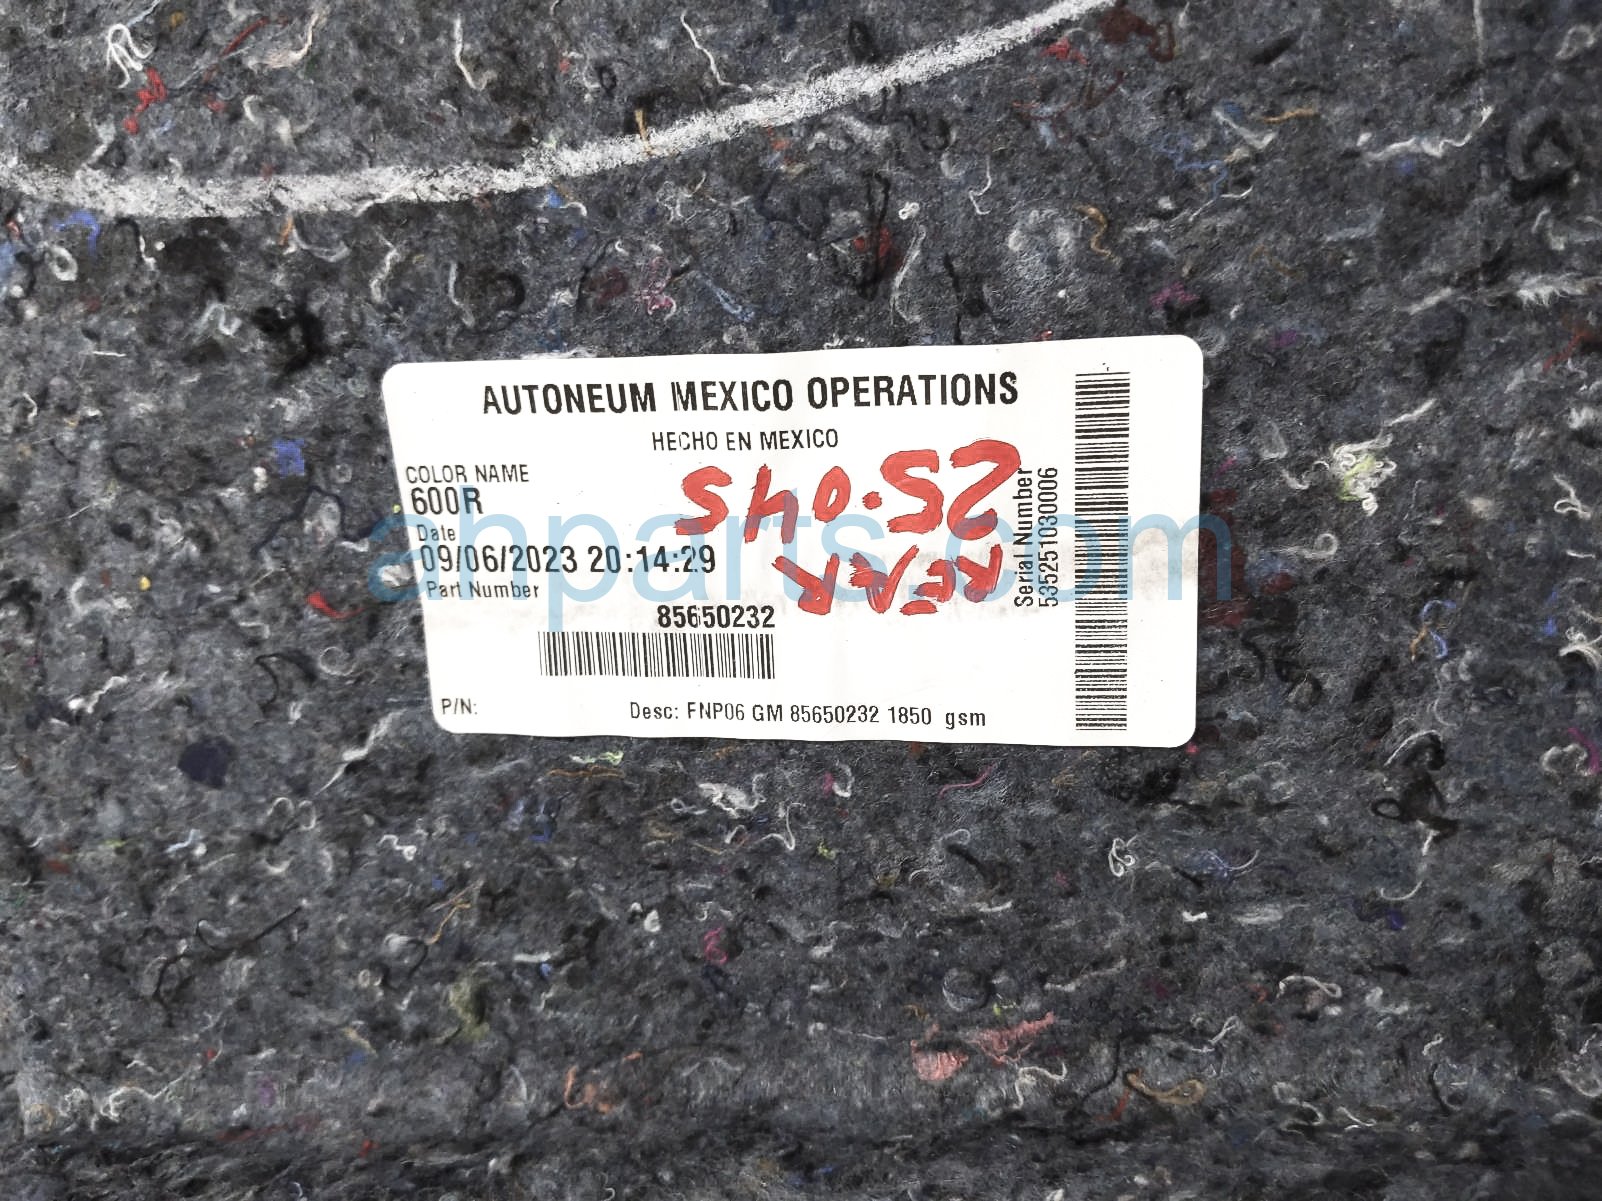 AUTONEUM MEXICO OPERATIONS
HECHO EN MEXICO
COLOR NAME
600R
Date
09/06/2023 20:14:29
Part Number
85650232
P/N:
Desc: FNP06 GM 85650232 1850 gsm
Serial Number
535251030006
25.045
REAR
ahparts.com